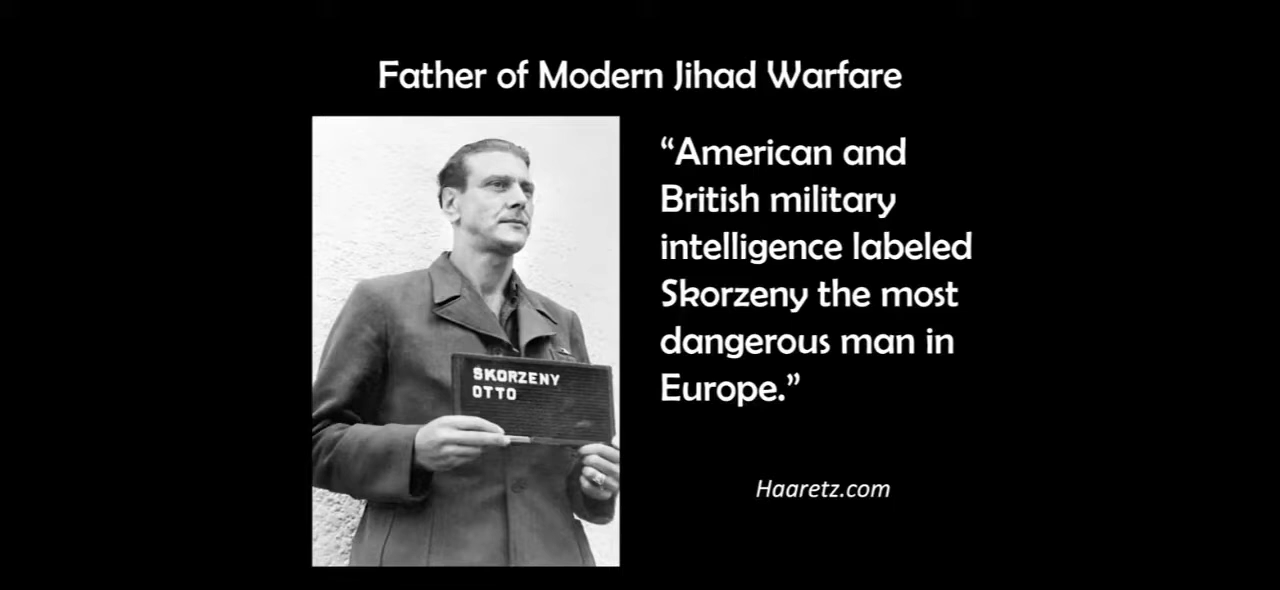 Father of Modern Jihad Warfare
“American and
British military
intelligence labeled
Skorzeny the most
dangerous man in
Europe.”
SKORZENY
OTTO
Haaretz.com